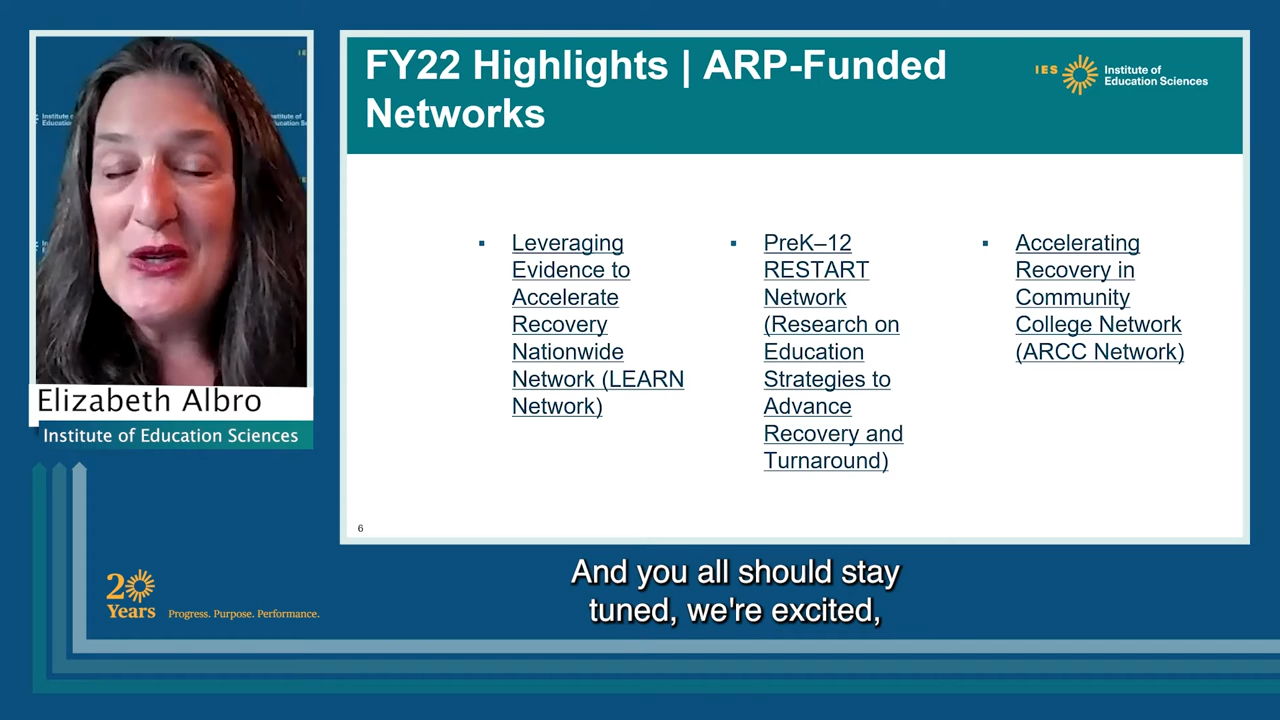 FY22 Highlights | ARP-Funded
Networks
IES
Institute of
Education Sciences
Leveraging
Evidence to
Accelerate
Recovery
Nationwide
Network (LEARN
Network)
PreK–12
RESTART
Network
(Research on
Education
Strategies to
Advance
Recovery and
Turnaround)
Accelerating
Recovery in
Community
College Network
(ARCC Network)
6
Elizabeth Albro
Institute of Education Sciences
20
Years
Progress. Purpose. Performance.
And you all should stay
tuned, we're excited,